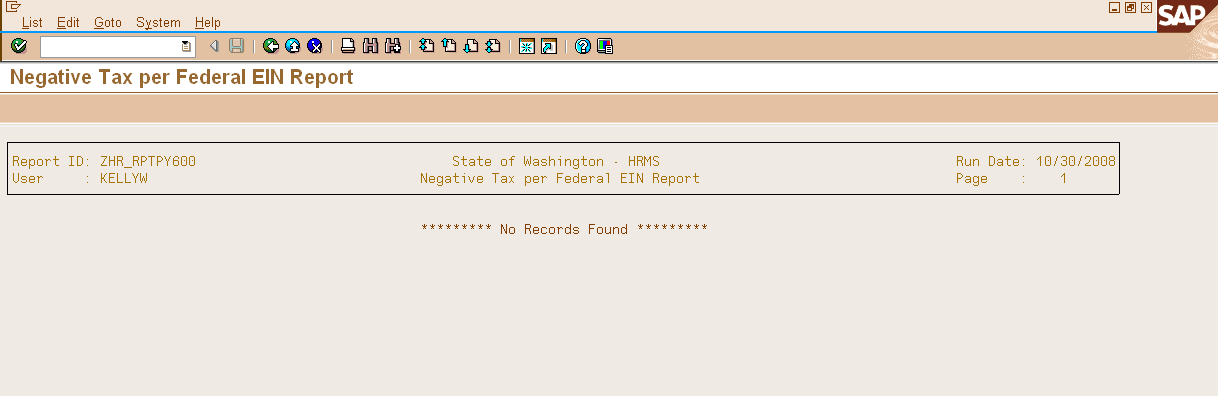 List Edit Goto System Help
SAP
Negative Tax per Federal EIN Report
Report ID: ZHR_RPTPY600 State of Washington - HRMS Run Date: 10/30/2008
User : KELLYW Negative Tax per Federal EIN Report Page : 1
********* No Records Found *********